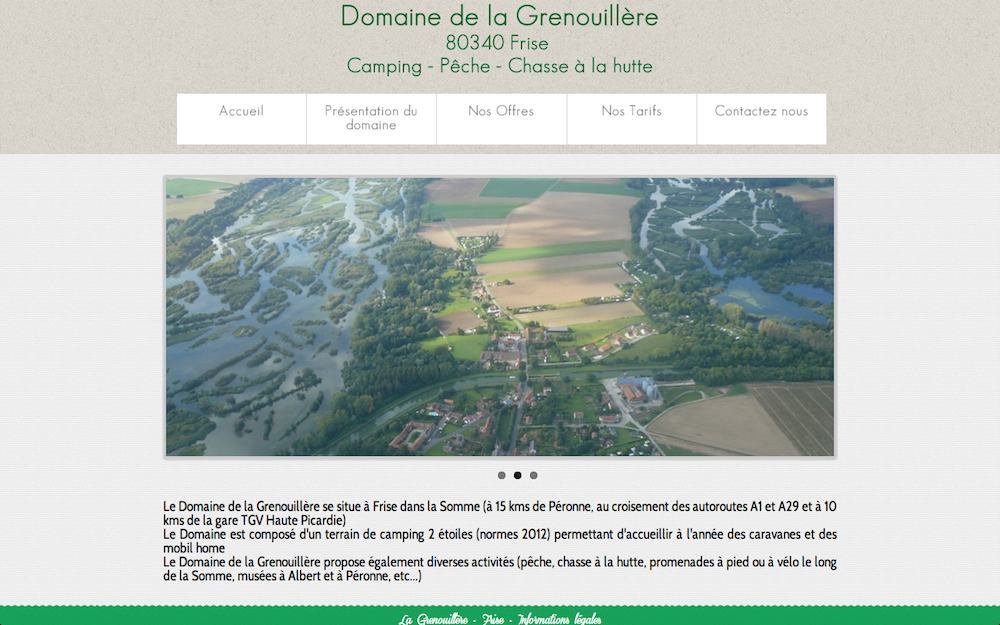 Domaine de la Grenouillère
80340 Frise
Camping - Pêche - Chasse à la hutte
Accueil
Présentation du
domaine
Nos Offres
Nos Tarifs
Contactez nous
Le Domaine de la Grenouillère se situe à Frise dans la Somme (à 15 kms de Péronne, au croisement des autoroutes A1 et A29 et à 10
kms de la gare TGV Haute Picardie)
Le Domaine est composé d'un terrain de camping 2 étoiles (normes 2012) permettant d'accueillir à l'année des caravanes et des
mobil home
Le Domaine de la Grenouillère propose également diverses activités (pêche, chasse à la hutte, promenades à pied ou à vélo le long
de la Somme, musées à Albert et à Péronne, etc...)
La Grenouillère - Frise - Informations légales